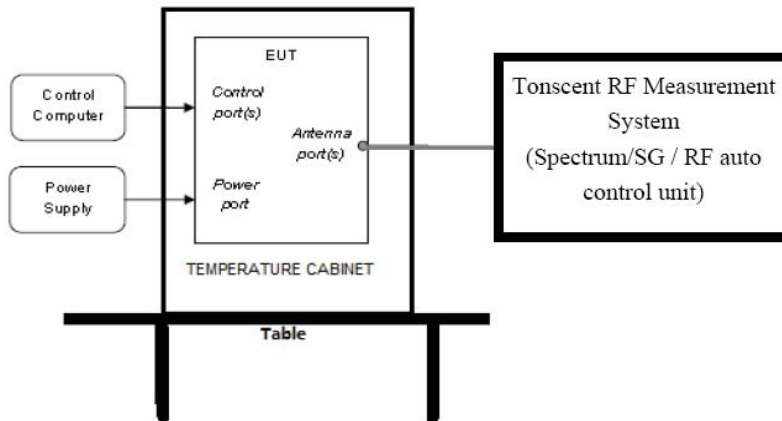 Control
Computer
Power
Supply
EUT
Control
port(s)
Antenna
port(s)
Power
port
TEMPERATURE CABINET
Table
Tonscent RF Measurement
System
(Spectrum/SG / RF auto
control unit)